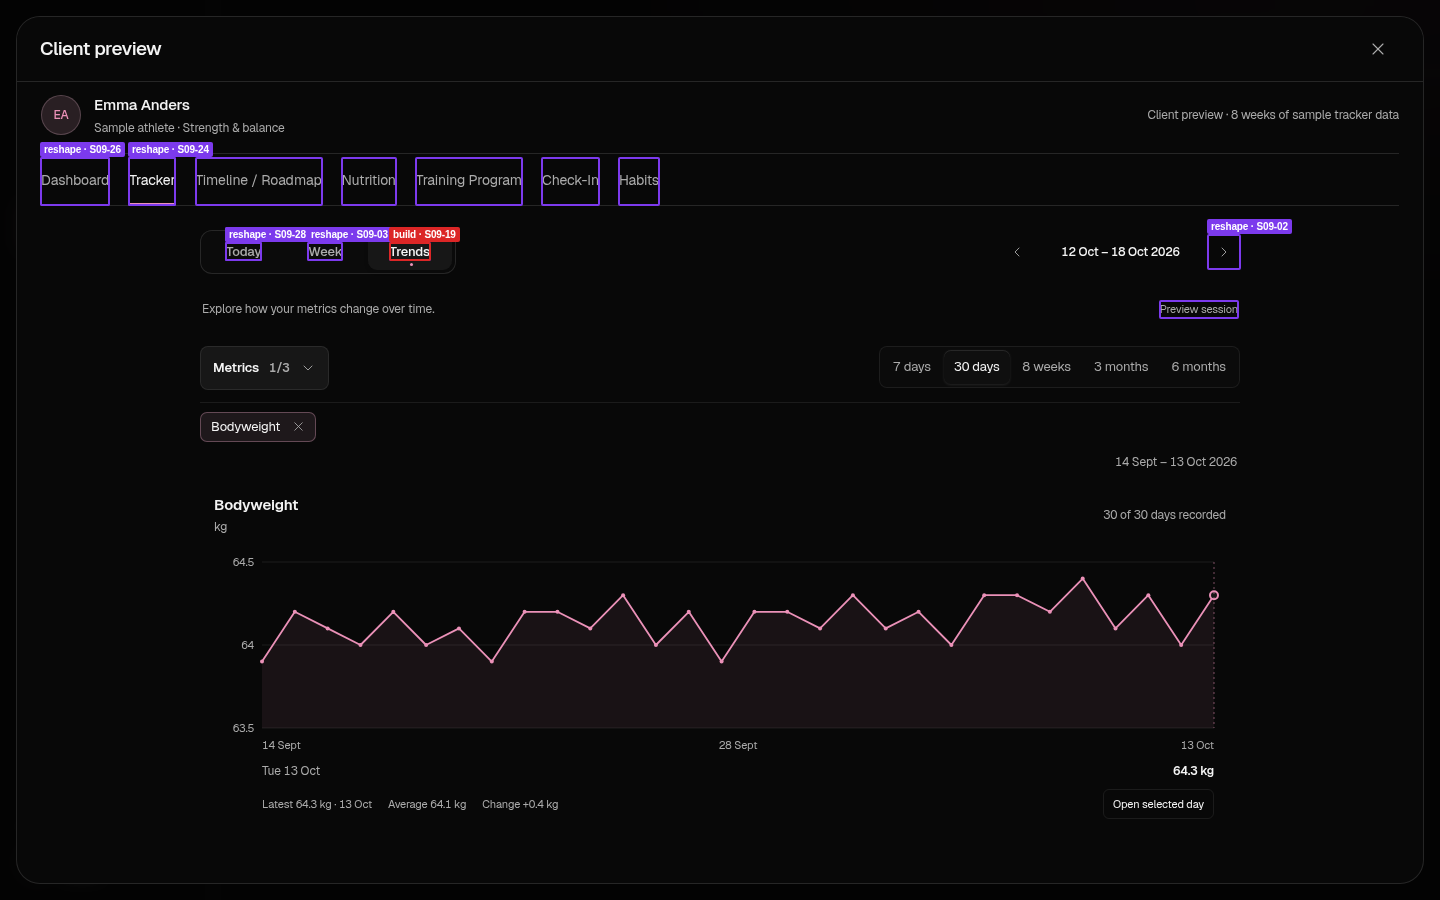 Client preview
EA
Emma Anders
Sample athlete · Strength & balance
Client preview · 8 weeks of sample tracker data
reshape · S09-26
reshape · S09-24
Dashboard
Tracker
Timeline / Roadmap
Nutrition
Training Program
Check-In
Habits
reshape · S09-28
reshape · S09-03
build · S09-19
reshape · S09-02
Today
Week
Trends
12 Oct – 18 Oct 2026
Explore how your metrics change over time.
Preview session
Metrics 1/3
7 days
30 days
8 weeks
3 months
6 months
Bodyweight
14 Sept – 13 Oct 2026
Bodyweight
kg
30 of 30 days recorded
64.5
64
63.5
14 Sept
28 Sept
13 Oct
Tue 13 Oct
64.3 kg
Latest 64.3 kg · 13 Oct
Average 64.1 kg
Change +0.4 kg
Open selected day